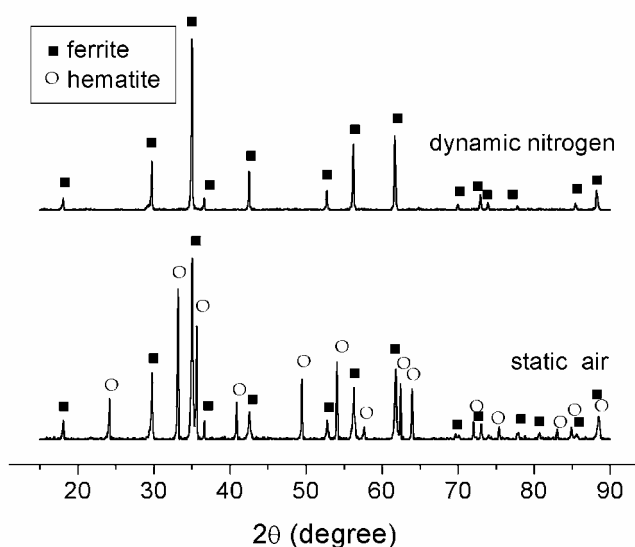 ferrite
hematite
dynamic nitrogen
static air
20 30 40 50 60 70 80 90
2θ (degree)